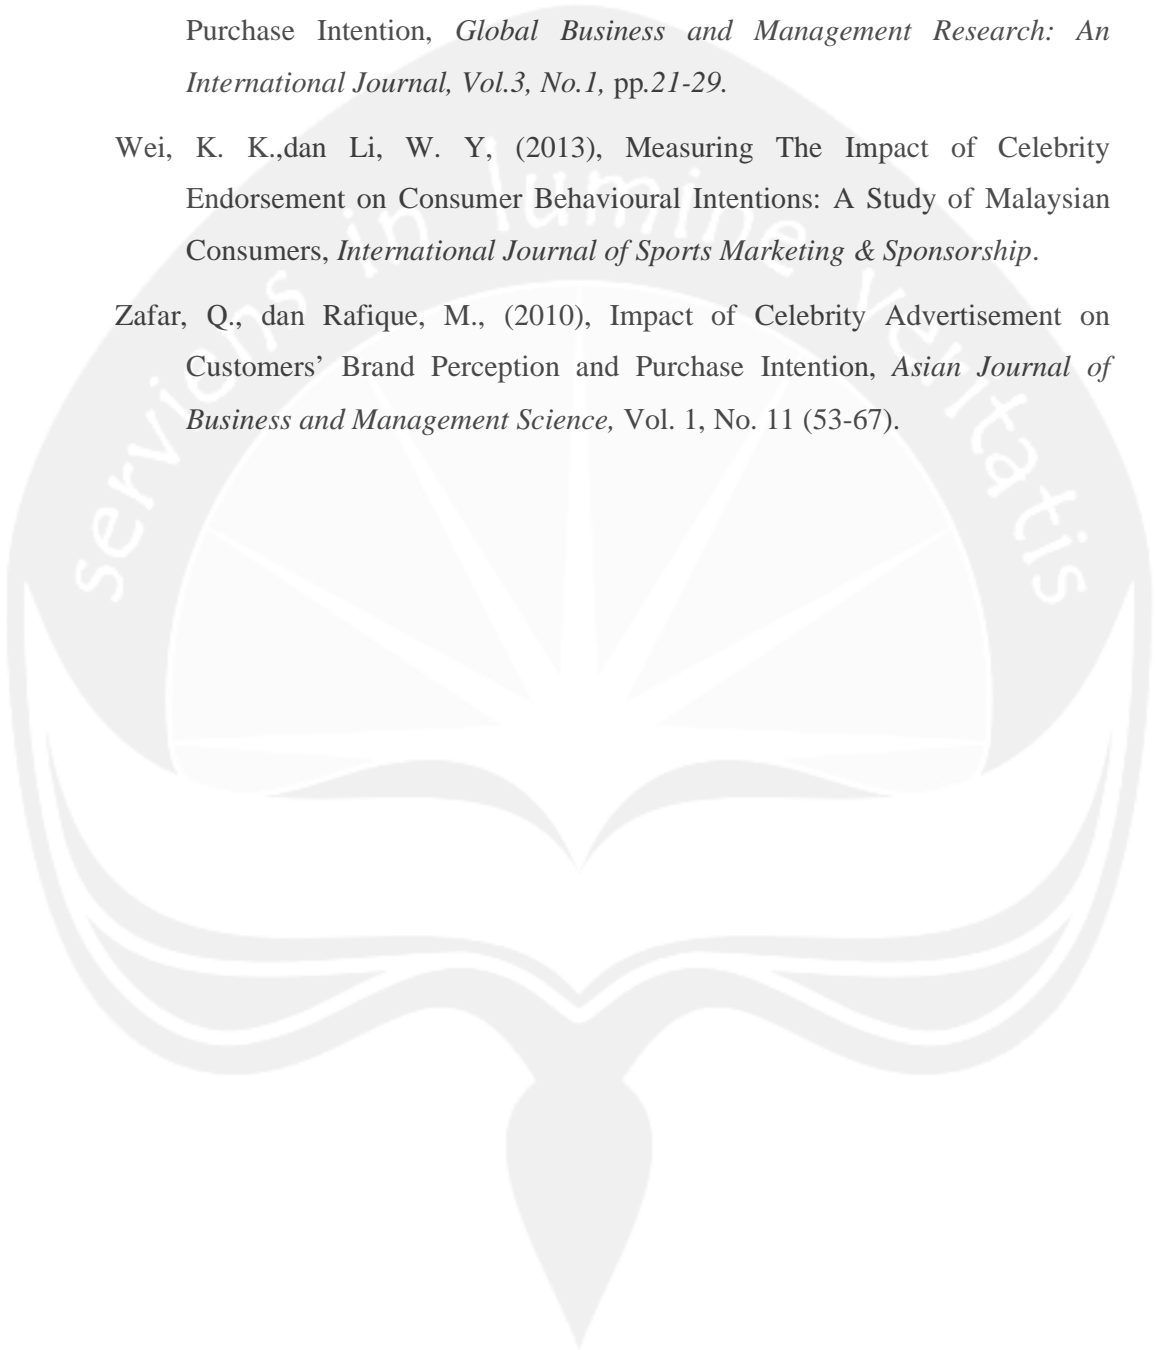 Purchase Intention, Global Business and Management Research: An
International Journal, Vol.3, No.1, pp.21-29.
Wei, K. K.,dan Li, W. Y, (2013), Measuring The Impact of Celebrity
Endorsement on Consumer Behavioural Intentions: A Study of Malaysian
Consumers, International Journal of Sports Marketing & Sponsorship.
Zafar, Q., dan Rafique, M., (2010), Impact of Celebrity Advertisement on
Customers’ Brand Perception and Purchase Intention, Asian Journal of
Business and Management Science, Vol. 1, No. 11 (53-67).
serviens in lumine veritatis